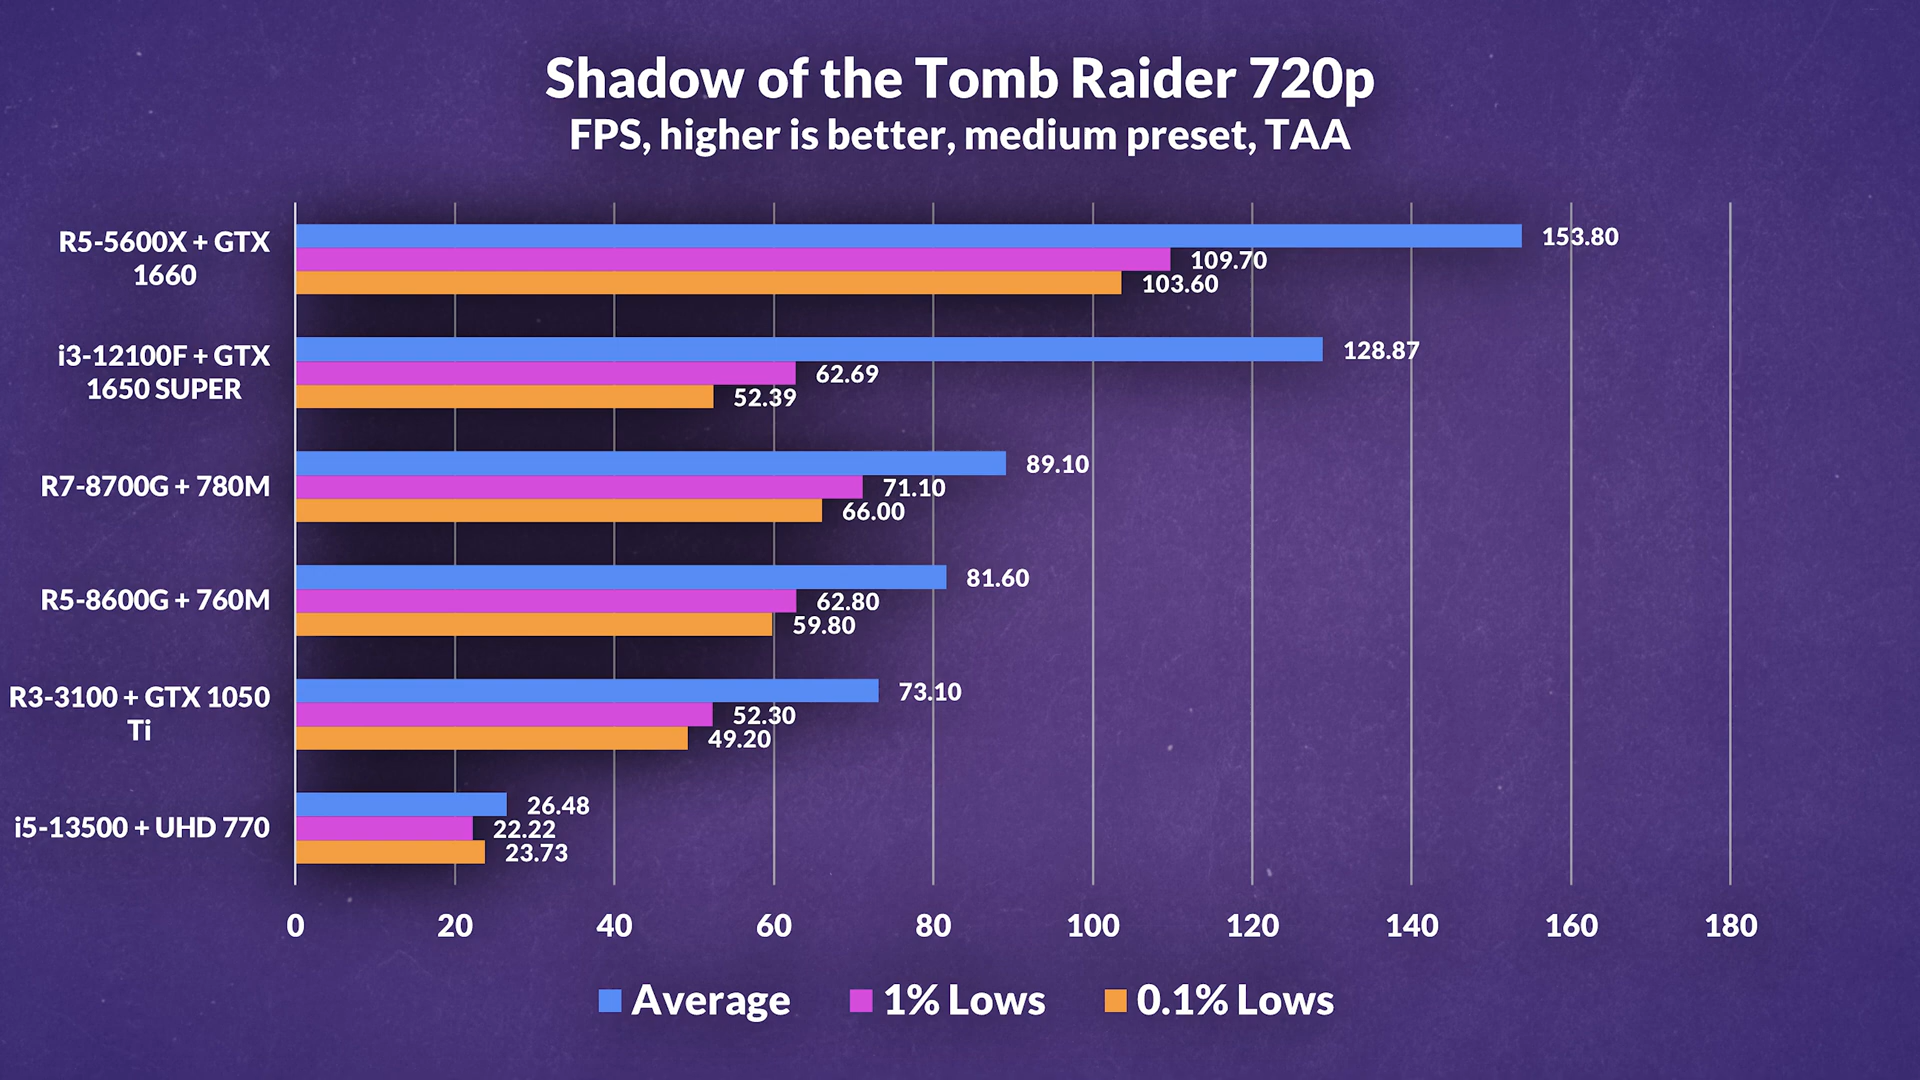 Shadow of the Tomb Raider 720p
FPS, higher is better, medium preset, TAA
R5-5600X + GTX
1660
153.80
109.70
103.60
i3-12100F + GTX
1650 SUPER
128.87
62.69
52.39
R7-8700G + 780M
89.10
71.10
66.00
R5-8600G + 760M
81.60
62.80
59.80
R3-3100 + GTX 1050
Ti
73.10
52.30
49.20
i5-13500 + UHD 770
26.48
22.22
23.73
0 20 40 60 80 100 120 140 160 180
Average 1% Lows 0.1% Lows